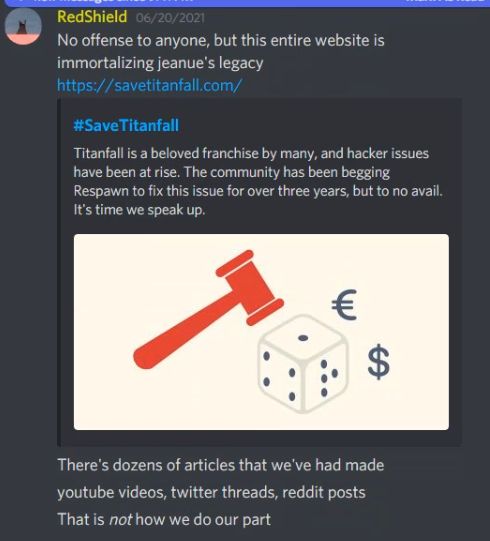 RedShield 06/20/2021
No offense to anyone, but this entire website is
immortalizing jeanue's legacy
https://savetitanfall.com/
#SaveTitanfall
Titanfall is a beloved franchise by many, and hacker issues
have been at rise. The community has been begging
Respawn to fix this issue for over three years, but to no avail.
It's time we speak up.
€
$
There's dozens of articles that we've had made
youtube videos, twitter threads, reddit posts
That is not how we do our part